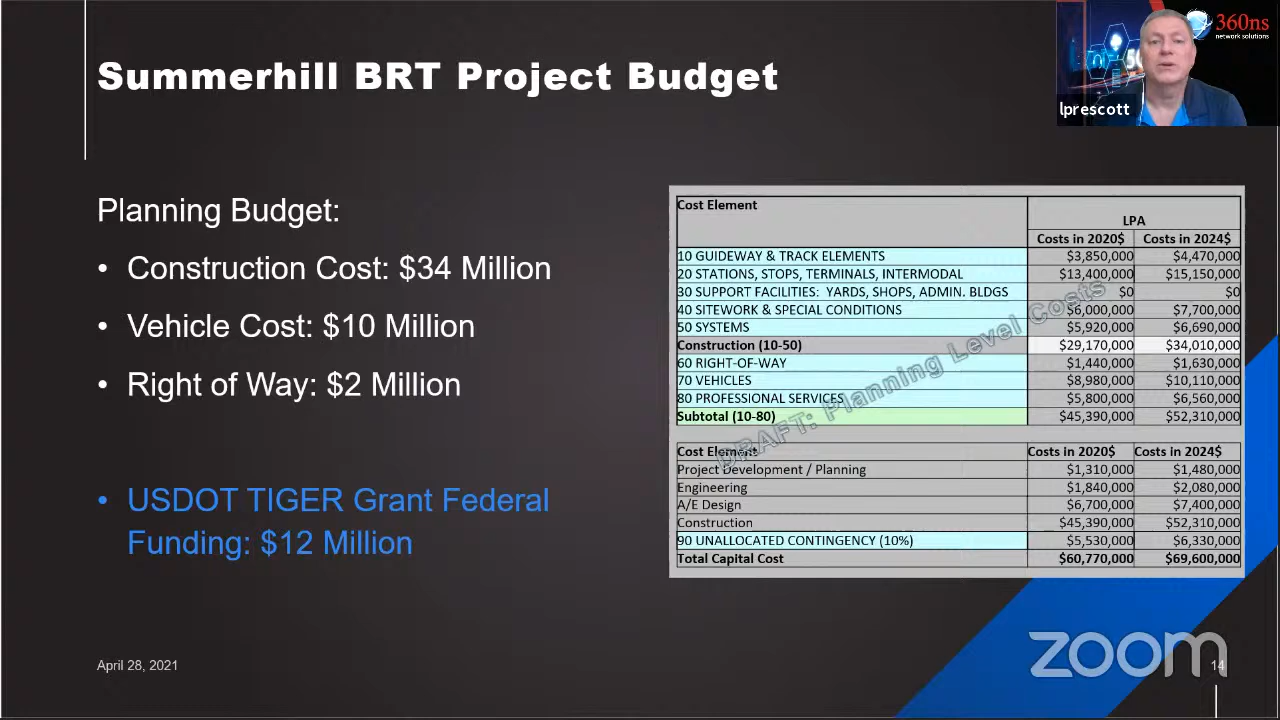 Summerhill BRT Project Budget
360ns
network solutions
lprescott
Planning Budget:
• Construction Cost: $34 Million
• Vehicle Cost: $10 Million
• Right of Way: $2 Million
• USDOT TIGER Grant Federal
Funding: $12 Million
Cost Element
LPA
Costs in 2020$ Costs in 2024$
10 GUIDEWAY & TRACK ELEMENTS $3,850,000 $4,470,000
20 STATIONS, STOPS, TERMINALS, INTERMODAL $13,400,000 $15,150,000
30 SUPPORT FACILITIES: YARDS, SHOPS, ADMIN. BLDGS $0 $0
40 SITEWORK & SPECIAL CONDITIONS $6,000,000 $7,700,000
50 SYSTEMS $5,920,000 $6,690,000
Construction (10-50) $29,170,000 $34,010,000
60 RIGHT-OF-WAY $1,440,000 $1,630,000
70 VEHICLES $8,980,000 $10,110,000
80 PROFESSIONAL SERVICES $5,800,000 $6,560,000
Subtotal (10-80) $45,390,000 $52,310,000
DRAFT: Planning Level Costs
Cost Element Costs in 2020$ Costs in 2024$
Project Development / Planning $1,310,000 $1,480,000
Engineering $1,840,000 $2,080,000
A/E Design $6,700,000 $7,400,000
Construction $45,390,000 $52,310,000
90 UNALLOCATED CONTINGENCY (10%) $5,530,000 $6,330,000
Total Capital Cost $60,770,000 $69,600,000
April 28, 2021
zoom
14